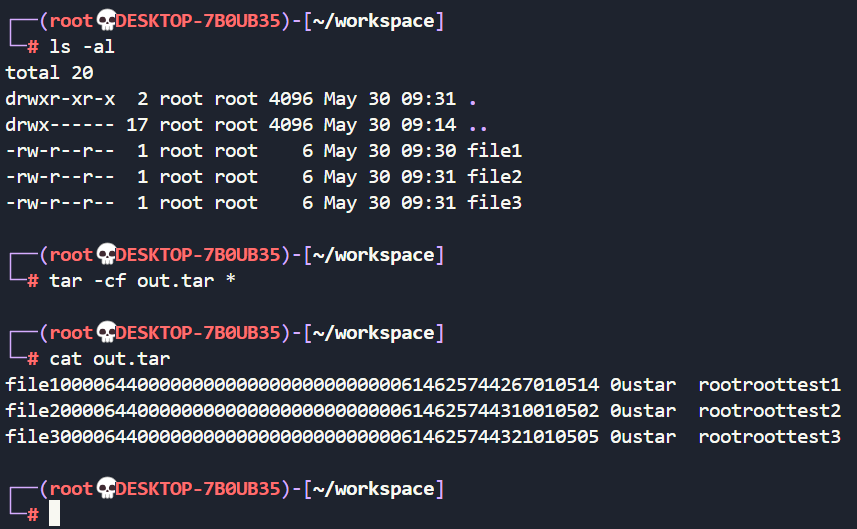 ┌──(root💀DESKTOP-7B0UB35)-[~/workspace]
└─# ls -al
total 20
drwxr-xr-x  2 root root 4096 May 30 09:31 .
drwx------ 17 root root 4096 May 30 09:14 ..
-rw-r--r--  1 root root    6 May 30 09:30 file1
-rw-r--r--  1 root root    6 May 30 09:31 file2
-rw-r--r--  1 root root    6 May 30 09:31 file3
┌──(root💀DESKTOP-7B0UB35)-[~/workspace]
└─# tar -cf out.tar *
┌──(root💀DESKTOP-7B0UB35)-[~/workspace]
└─# cat out.tar
file10000644000000000000000000000000614625744267010514 0ustar  rootroottest1
file20000644000000000000000000000000614625744310010502 0ustar  rootroottest2
file30000644000000000000000000000000614625744321010505 0ustar  rootroottest3
┌──(root💀DESKTOP-7B0UB35)-[~/workspace]
└─#